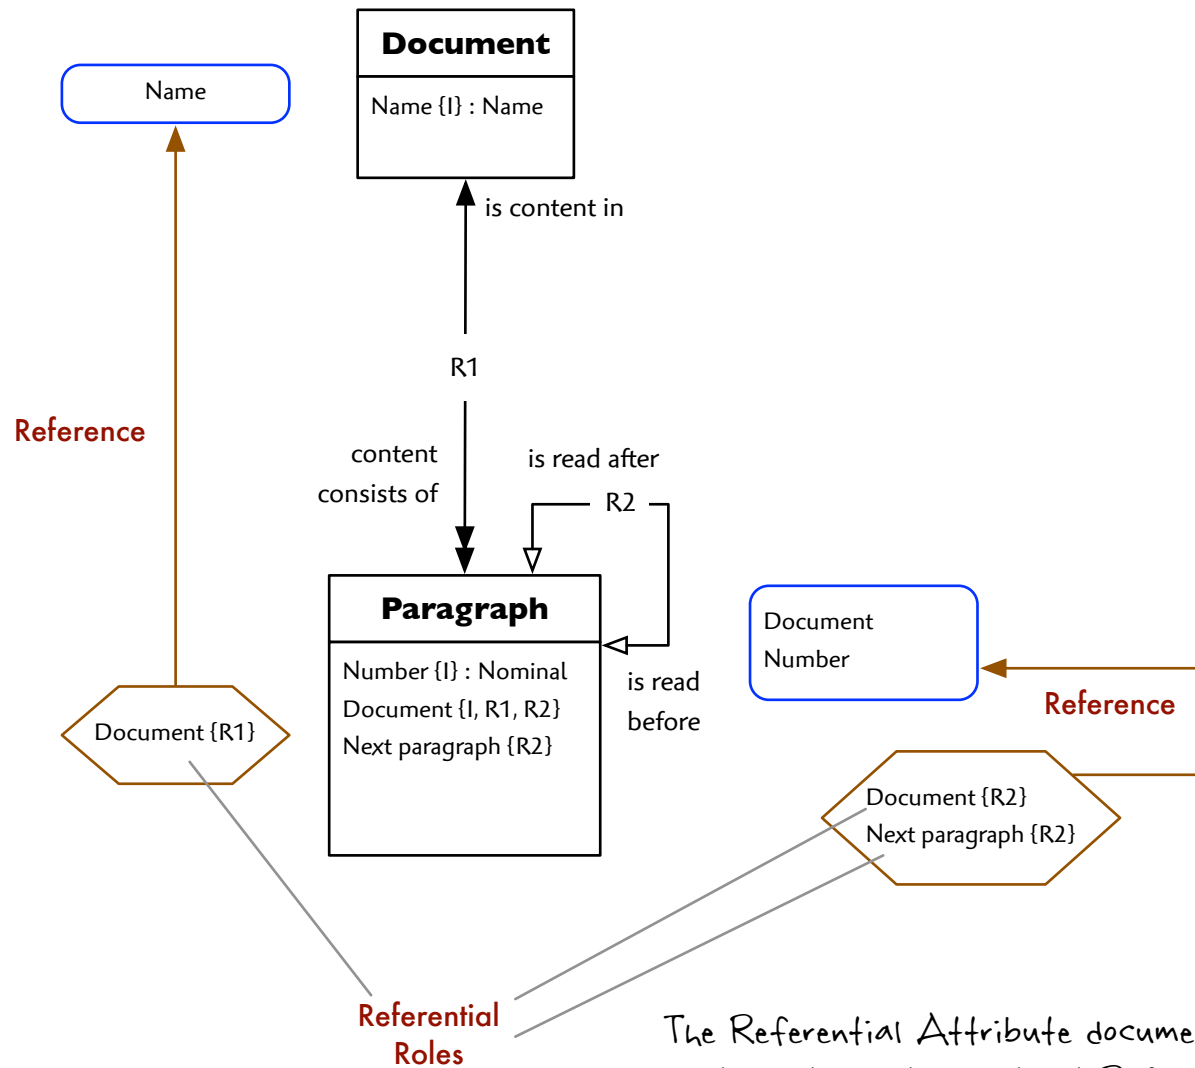 Document
Name {I} : Name
Name
is content in
R1
Reference
content
consists of
is read after
R2
Paragraph
Number {I} : Nominal
Document {I, R1, R2}
Next paragraph {R2}
is read
before
Document
Number
Reference
Document {R1}
Document {R2}
Next paragraph {R2}
Referential
Roles
The Referential Attribute docume